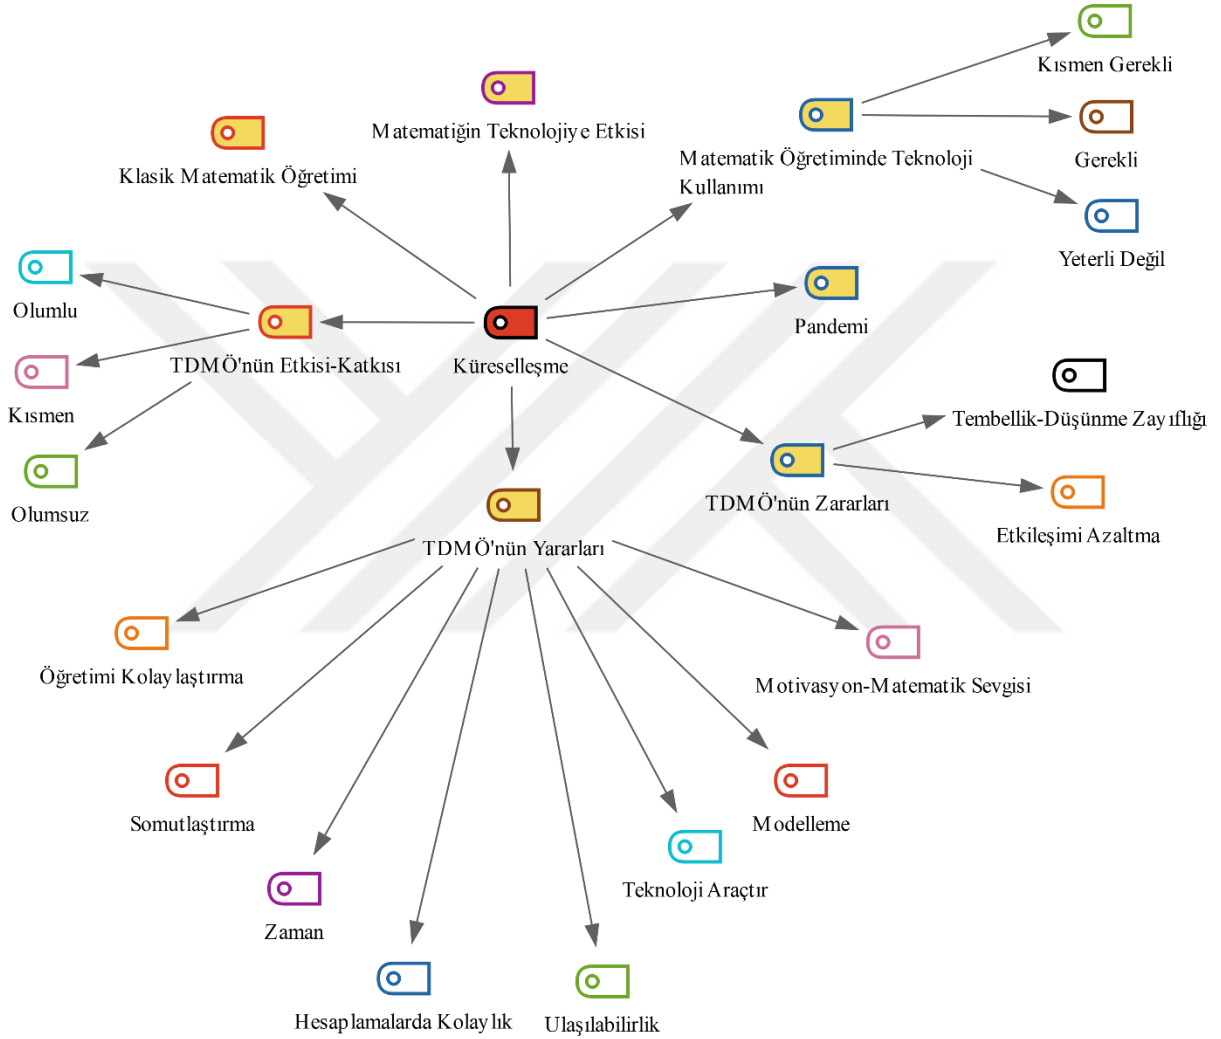 Kısmen Gerekli
Matematiğin Teknolojiye Etkisi
Klasik Matematik Öğretimi
Matematik Öğretiminde Teknoloji
Kullanımı
Gerekli
Yeterli Değil
Olumlu
Pandemi
TDMÖ'nün Etkisi-Katkısı
Küreselleşme
Kısmen
Tembellik-Düşünme Zayıflığı
Olumsuz
TDMÖ'nün Zararları
Etkileşimi Azaltma
TDMÖ'nün Yararları
Öğretimi Kolaylaştırma
Motivasyon-Matematik Sevgisi
Somutlaştırma
Modelleme
Teknoloji Araçtır
Zaman
Hesaplamalarda Kolaylık
Ulaşılabilirlik